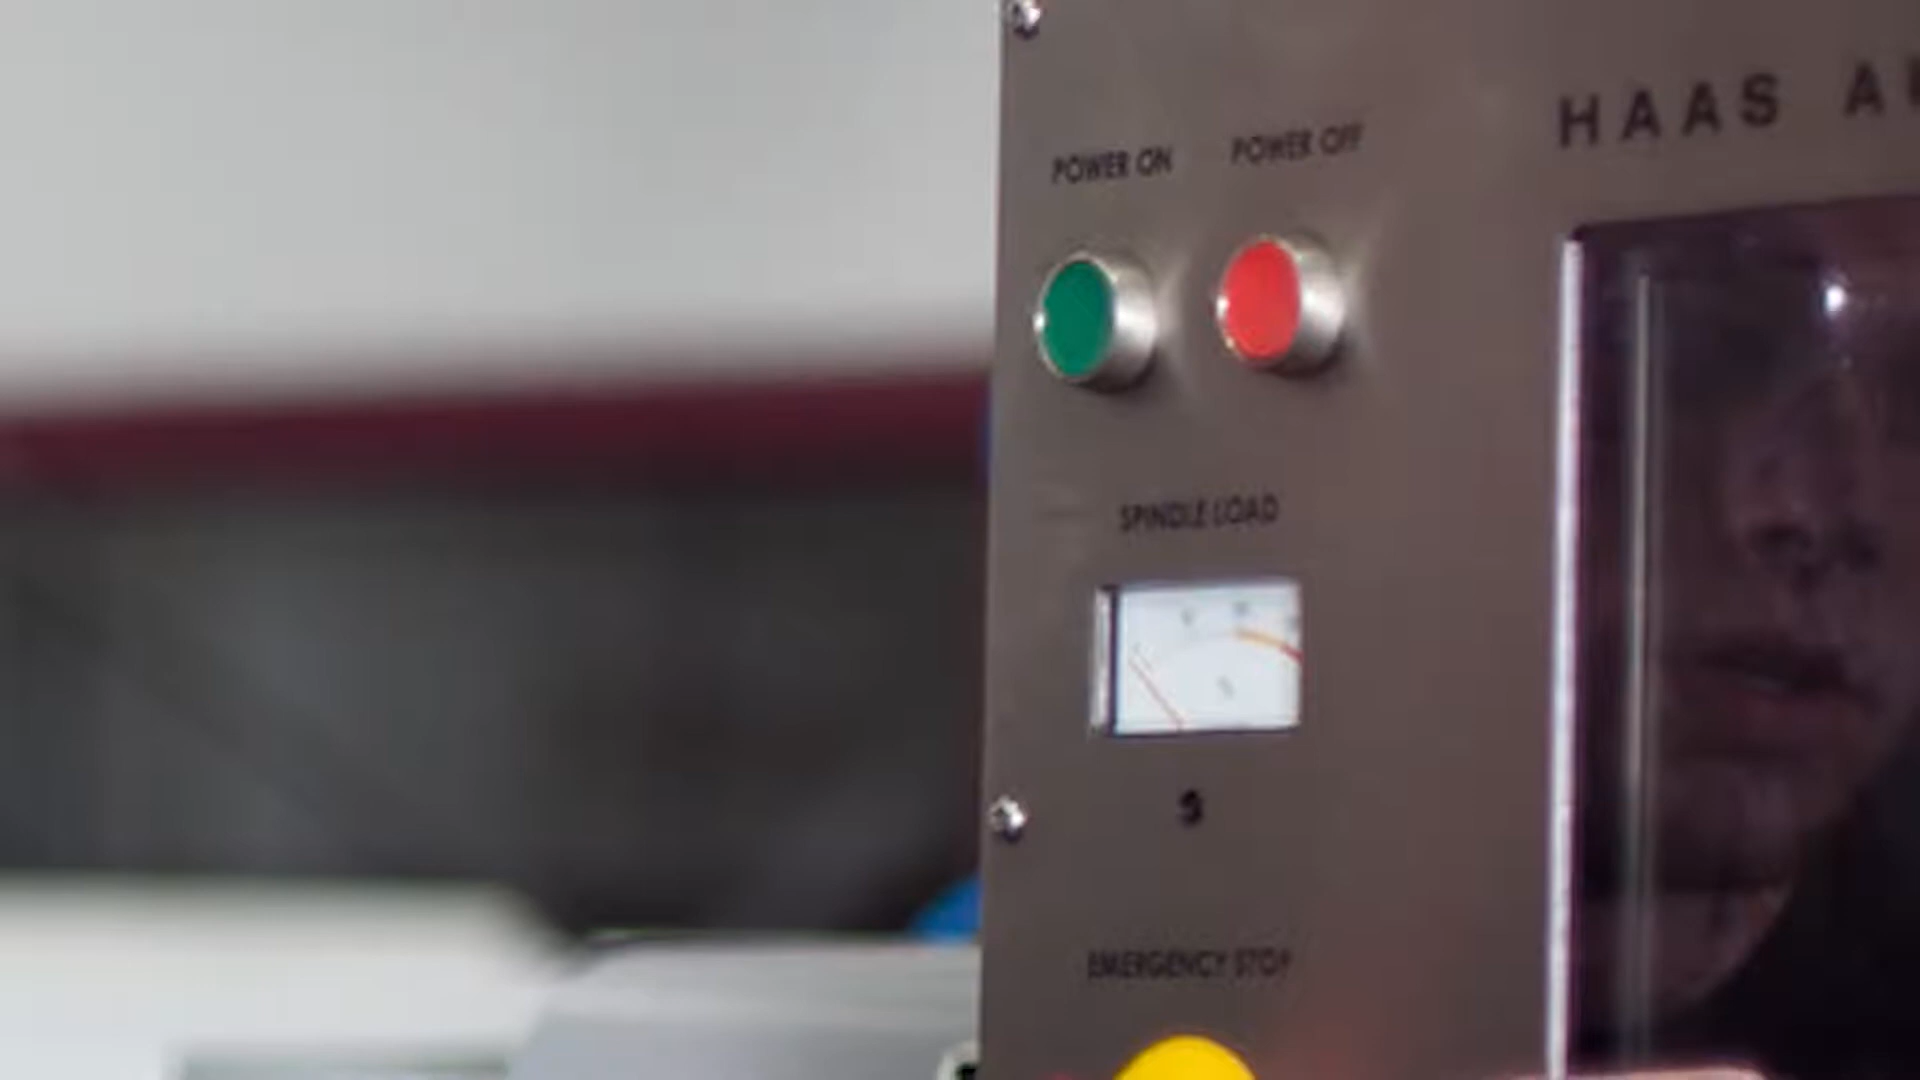 POWER ON
POWER OFF
HAAS
SPINDLE LOAD
EMERGENCY STOP